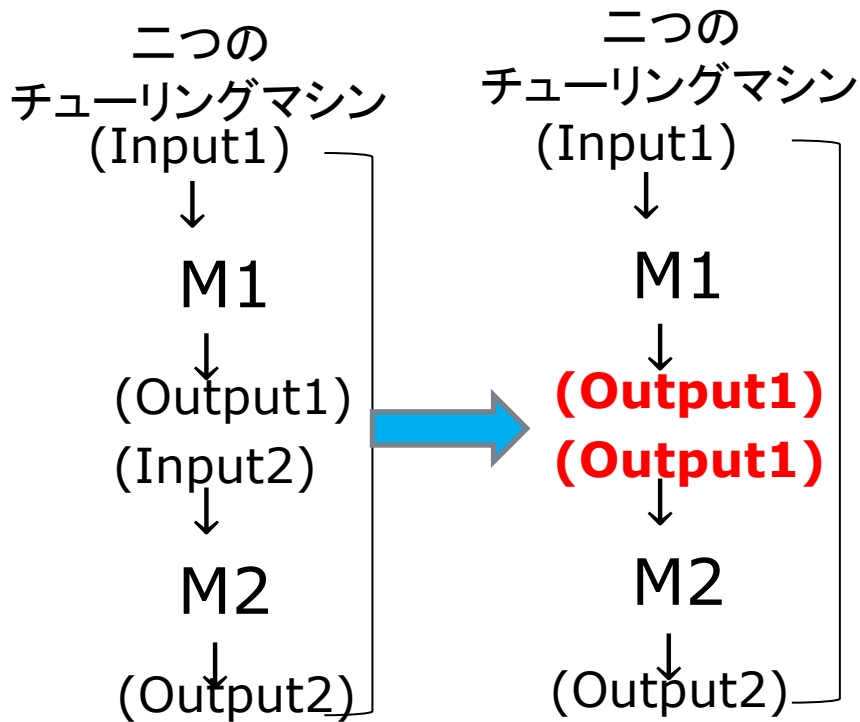 二つの
チューリングマシン
(Input1)
↓
M1
↓
(Output1)
(Input2)
↓
M2
↓
(Output2)
二つの
チューリングマシン
(Input1)
↓
M1
↓
(Output1)
(Output1)
↓
M2
↓
(Output2)